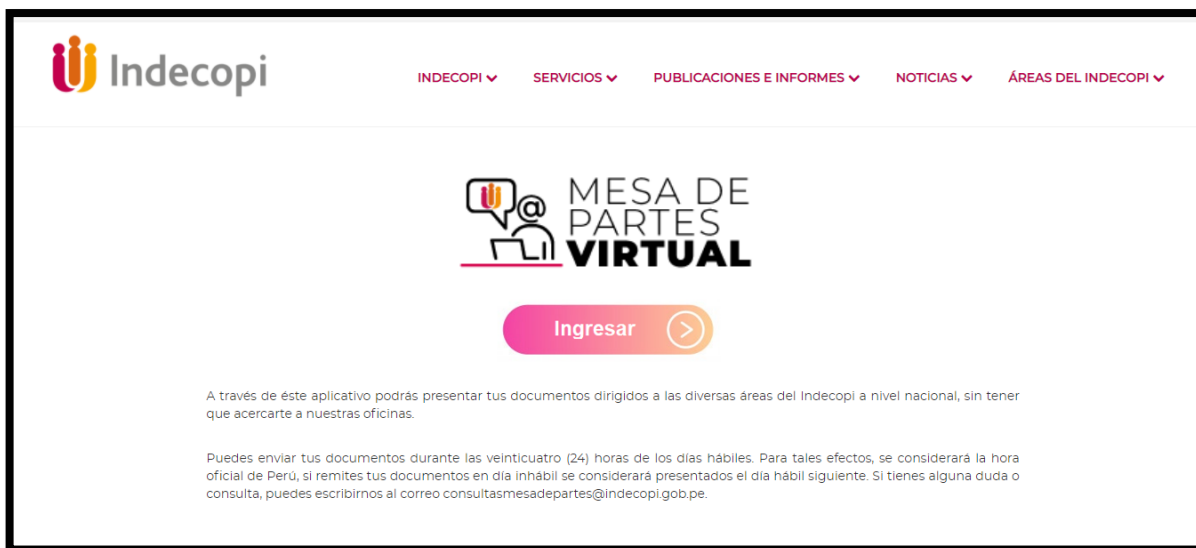 Indecopi
INDECOPI
SERVICIOS
PUBLICACIONES E INFORMES
NOTICIAS
ÁREAS DEL INDECOPI
@
MESA DE
PARTES
VIRTUAL
Ingresar
A través de éste aplicativo podrás presentar tus documentos dirigidos a las diversas áreas del Indecopi a nivel nacional, sin tener
que acercarte a nuestras oficinas.
Puedes enviar tus documentos durante las veinticuatro (24) horas de los días hábiles. Para tales efectos, se considerará la hora
oficial de Perú, si remites tus documentos en día inhábil se considerará presentados el día hábil siguiente. Si tienes alguna duda o
consulta, puedes escribirnos al correo consultasmesadepartes@indecopi.gob.pe.